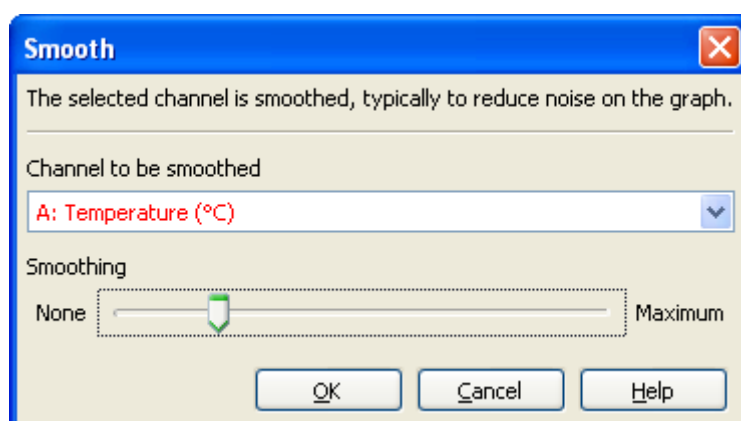 Smooth
The selected channel is smoothed, typically to reduce noise on the graph.
Channel to be smoothed
A: Temperature (°C)
Smoothing
None Maximum
OK Cancel Help